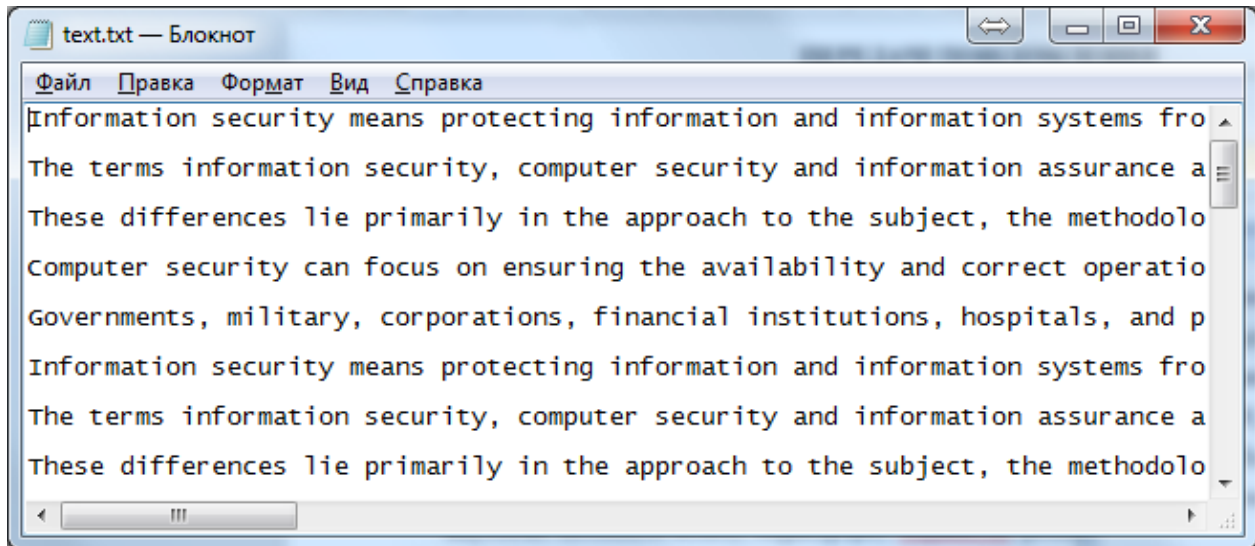 text.txt — Блокнот
Файл Правка Формат Вид Справка
Information security means protecting information and information systems fro
The terms information security, computer security and information assurance a
These differences lie primarily in the approach to the subject, the methodolo
Computer security can focus on ensuring the availability and correct operatio
Governments, military, corporations, financial institutions, hospitals, and p
Information security means protecting information and information systems fro
The terms information security, computer security and information assurance a
These differences lie primarily in the approach to the subject, the methodolo